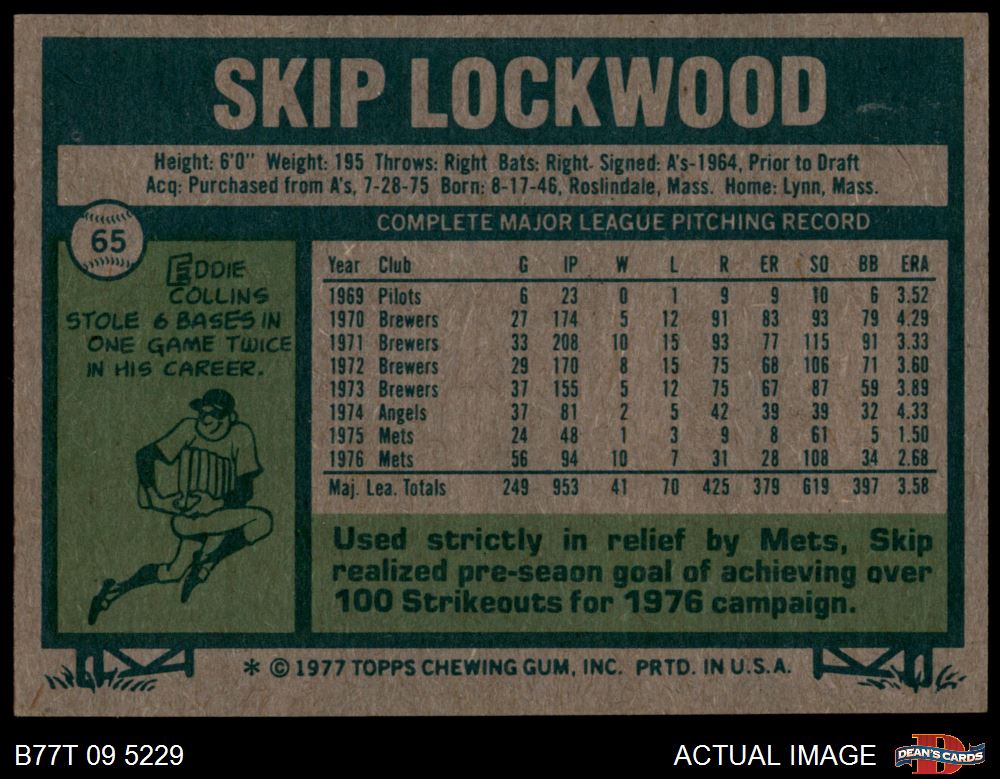 SKIP LOCKWOOD
Height: 6'0" Weight: 195 Throws: Right Bats: Right Signed: A's-1964, Prior to Draft
Acq: Purchased from A's, 7-28-75 Born: 8-17-46, Roslindale, Mass. Home: Lynn, Mass.
65
EDDIE
COLLINS
STOLE 6 BASES IN
ONE GAME TWICE
IN HIS CAREER.
COMPLETE MAJOR LEAGUE PITCHING RECORD
Year Club G IP W L R ER SO BB ERA
1969 Pilots 6 23 0 1 9 9 10 6 3.52
1970 Brewers 27 174 5 12 91 83 93 79 4.29
1971 Brewers 33 208 10 15 93 77 115 91 3.33
1972 Brewers 29 170 8 15 75 68 106 71 3.60
1973 Brewers 37 155 5 12 75 67 87 59 3.89
1974 Angels 37 81 2 5 42 39 39 32 4.33
1975 Mets 24 48 1 3 9 8 61 5 1.50
1976 Mets 56 94 10 7 31 28 108 34 2.68
Maj. Lea. Totals 249 953 41 70 425 379 619 397 3.58
Used strictly in relief by Mets, Skip
realized pre-seaon goal of achieving over
100 Strikeouts for 1976 campaign.
* © 1977 TOPPS CHEWING GUM, INC. PRTD. IN U.S.A.
B77T 09 5229
ACTUAL IMAGE
D
DEAN'S CARDS